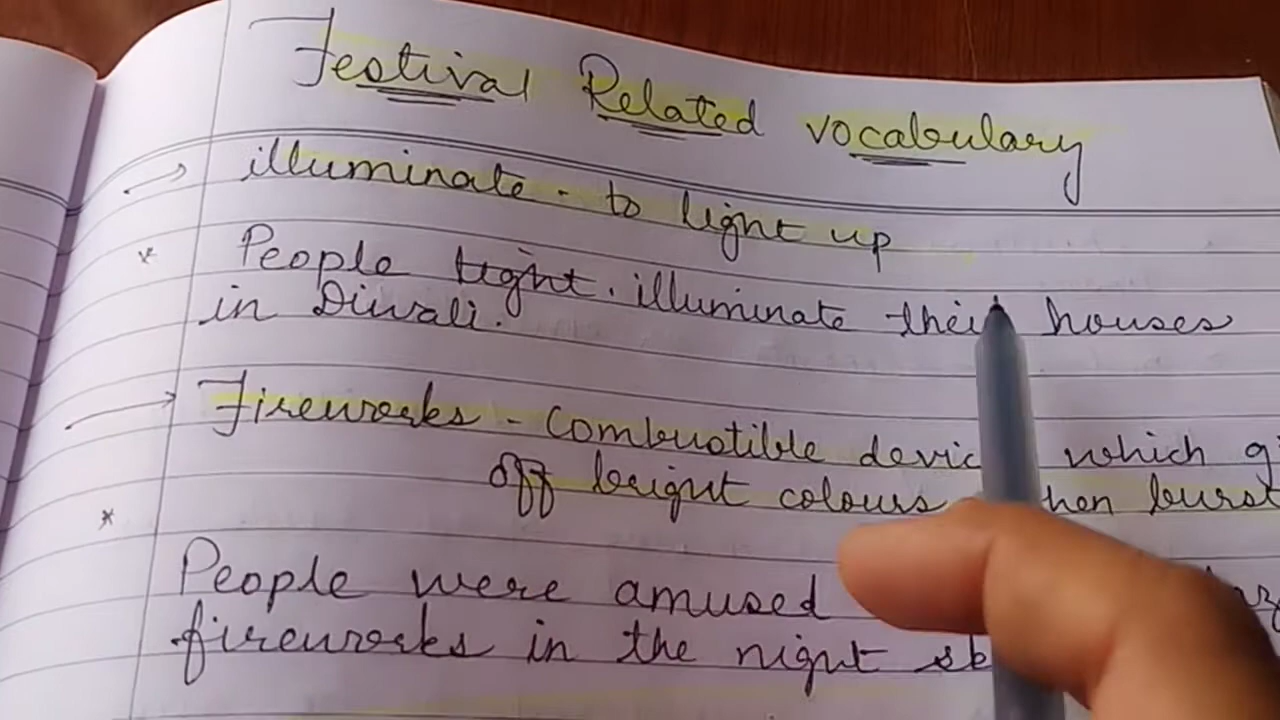 Festival Related vocabulary
illuminate - to light up
People light. illuminate their houses
in Diwali.
Fireworks - Combustible devic which gi
off bright colours hen burst
People were amused
fireworks in the night sk